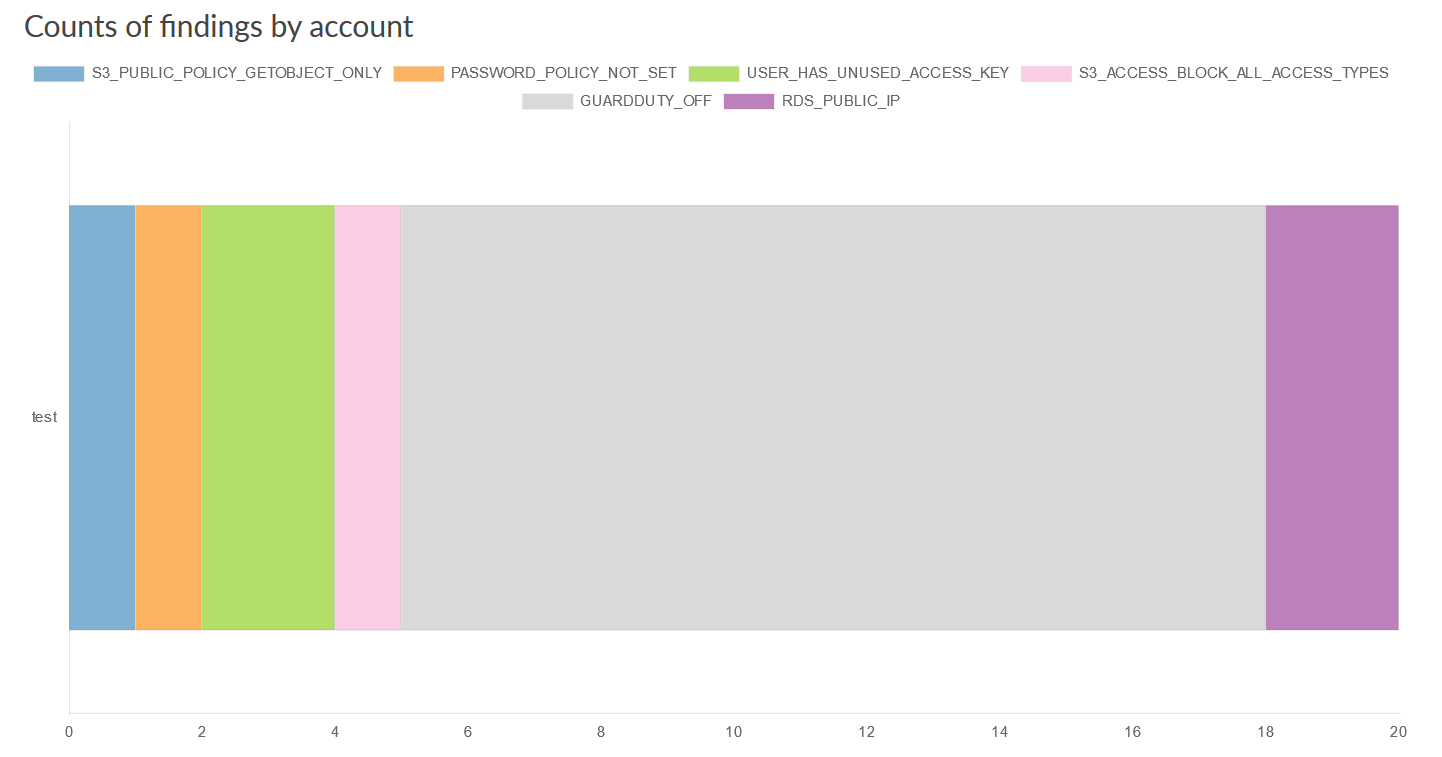 Counts of findings by account
S3_PUBLIC_POLICY_GETOBJECT_ONLY PASSWORD_POLICY_NOT_SET USER_HAS_UNUSED_ACCESS_KEY S3_ACCESS_BLOCK_ALL_ACCESS_TYPES
GUARDDUTY_OFF RDS_PUBLIC_IP
test
0 2 4 6 8 10 12 14 16 18 20